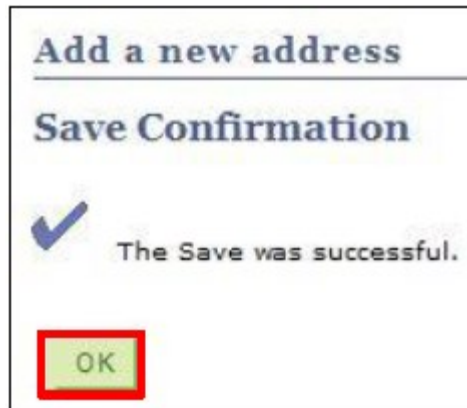 Add a new address
Save Confirmation
The Save was successful.
OK